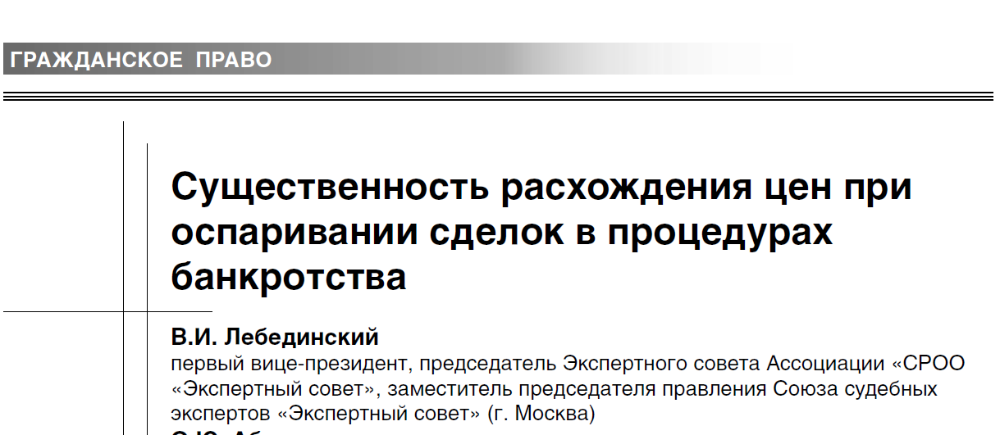 ГРАЖДАНСКОЕ ПРАВО
Существенность расхождения цен при
оспаривании сделок в процедурах
банкротства
В.И. Лебединский
первый вице-президент, председатель Экспертного совета Ассоциации «СРОО
«Экспертный совет», заместитель председателя правления Союза судебных
экспертов «Экспертный совет» (г. Москва)